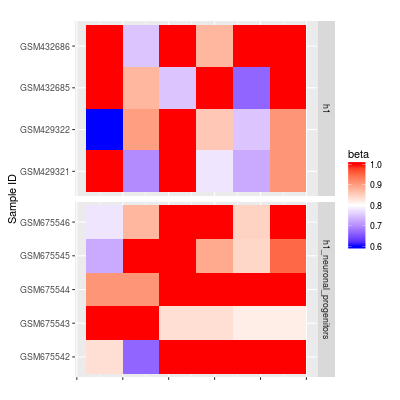 GSM432686
GSM432685
GSM429322
GSM429321
h1
GSM675546
GSM675545
GSM675544
GSM675543
GSM675542
h1_neuronal_progenitors
Sample ID
beta
1.0
0.9
0.8
0.7
0.6